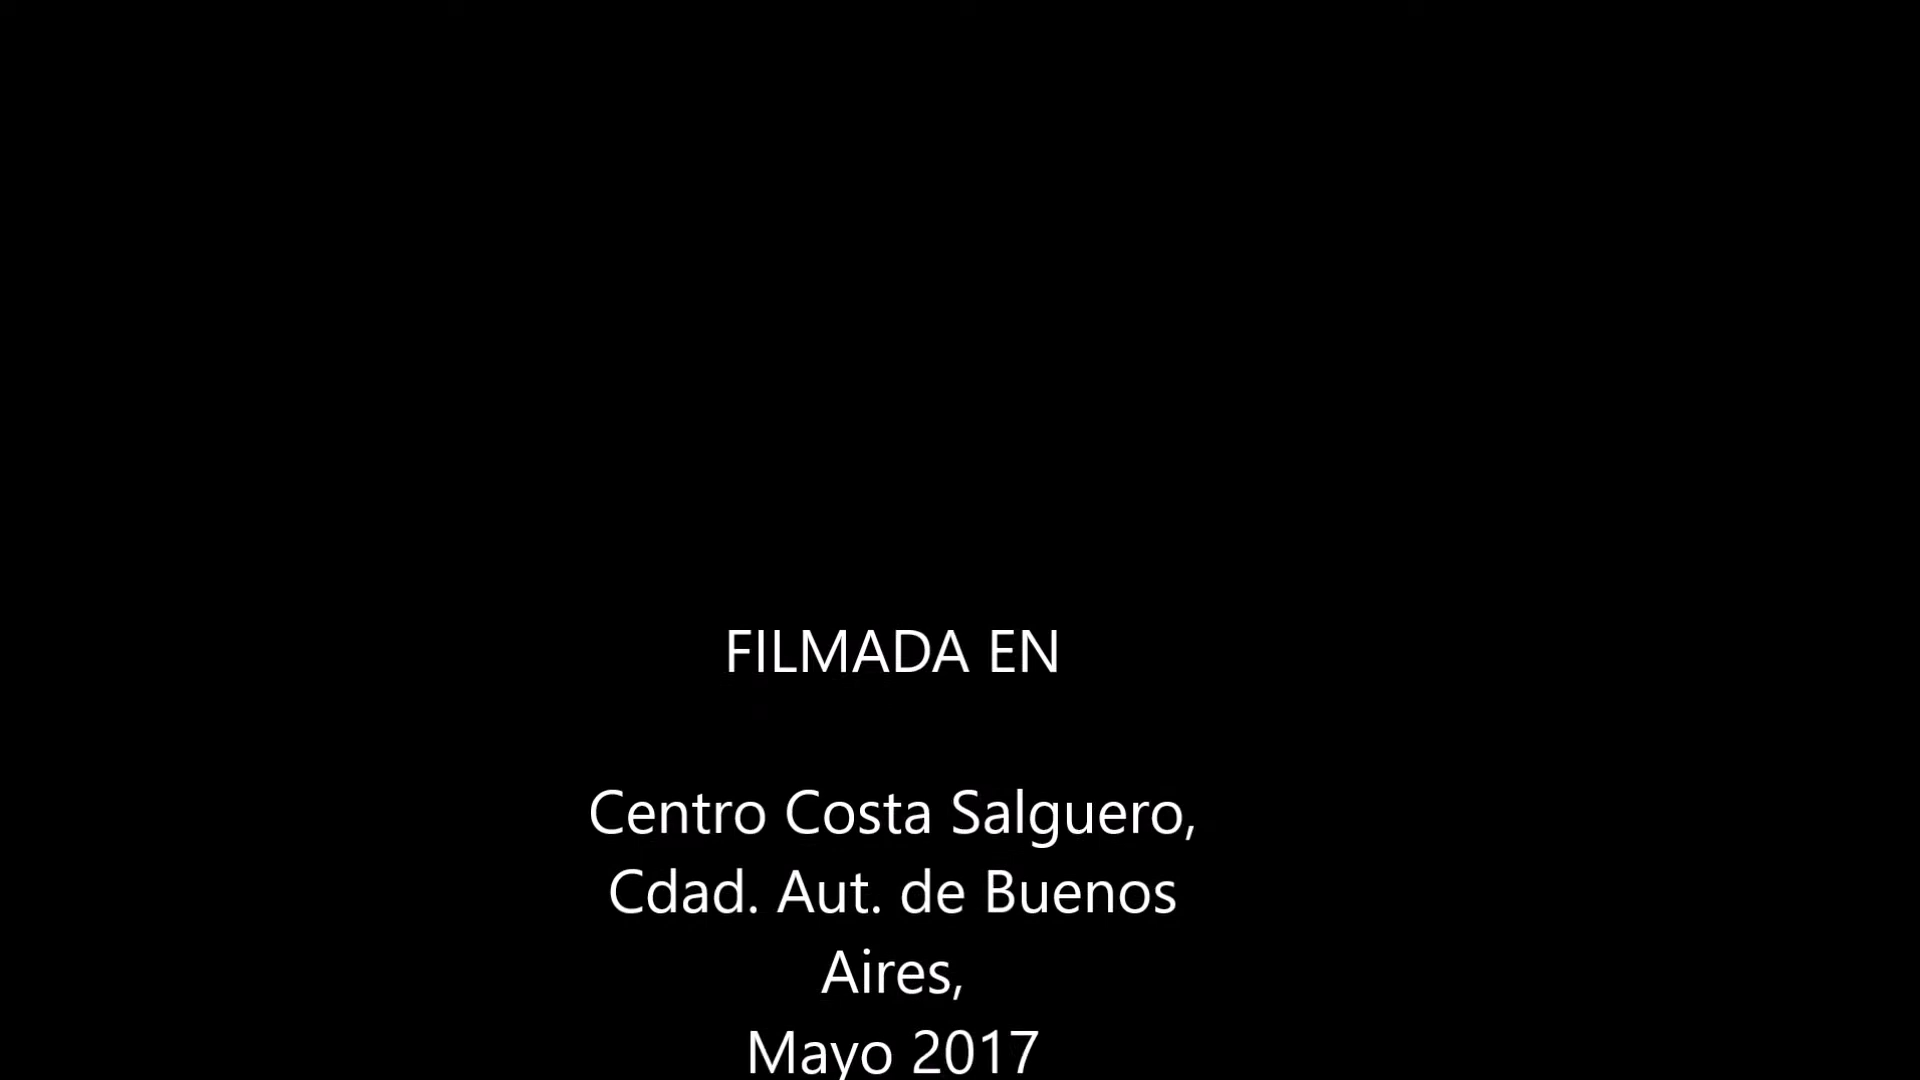 FILMADA EN
Centro Costa Salguero,
Cdad. Aut. de Buenos
Aires,
Mayo 2017